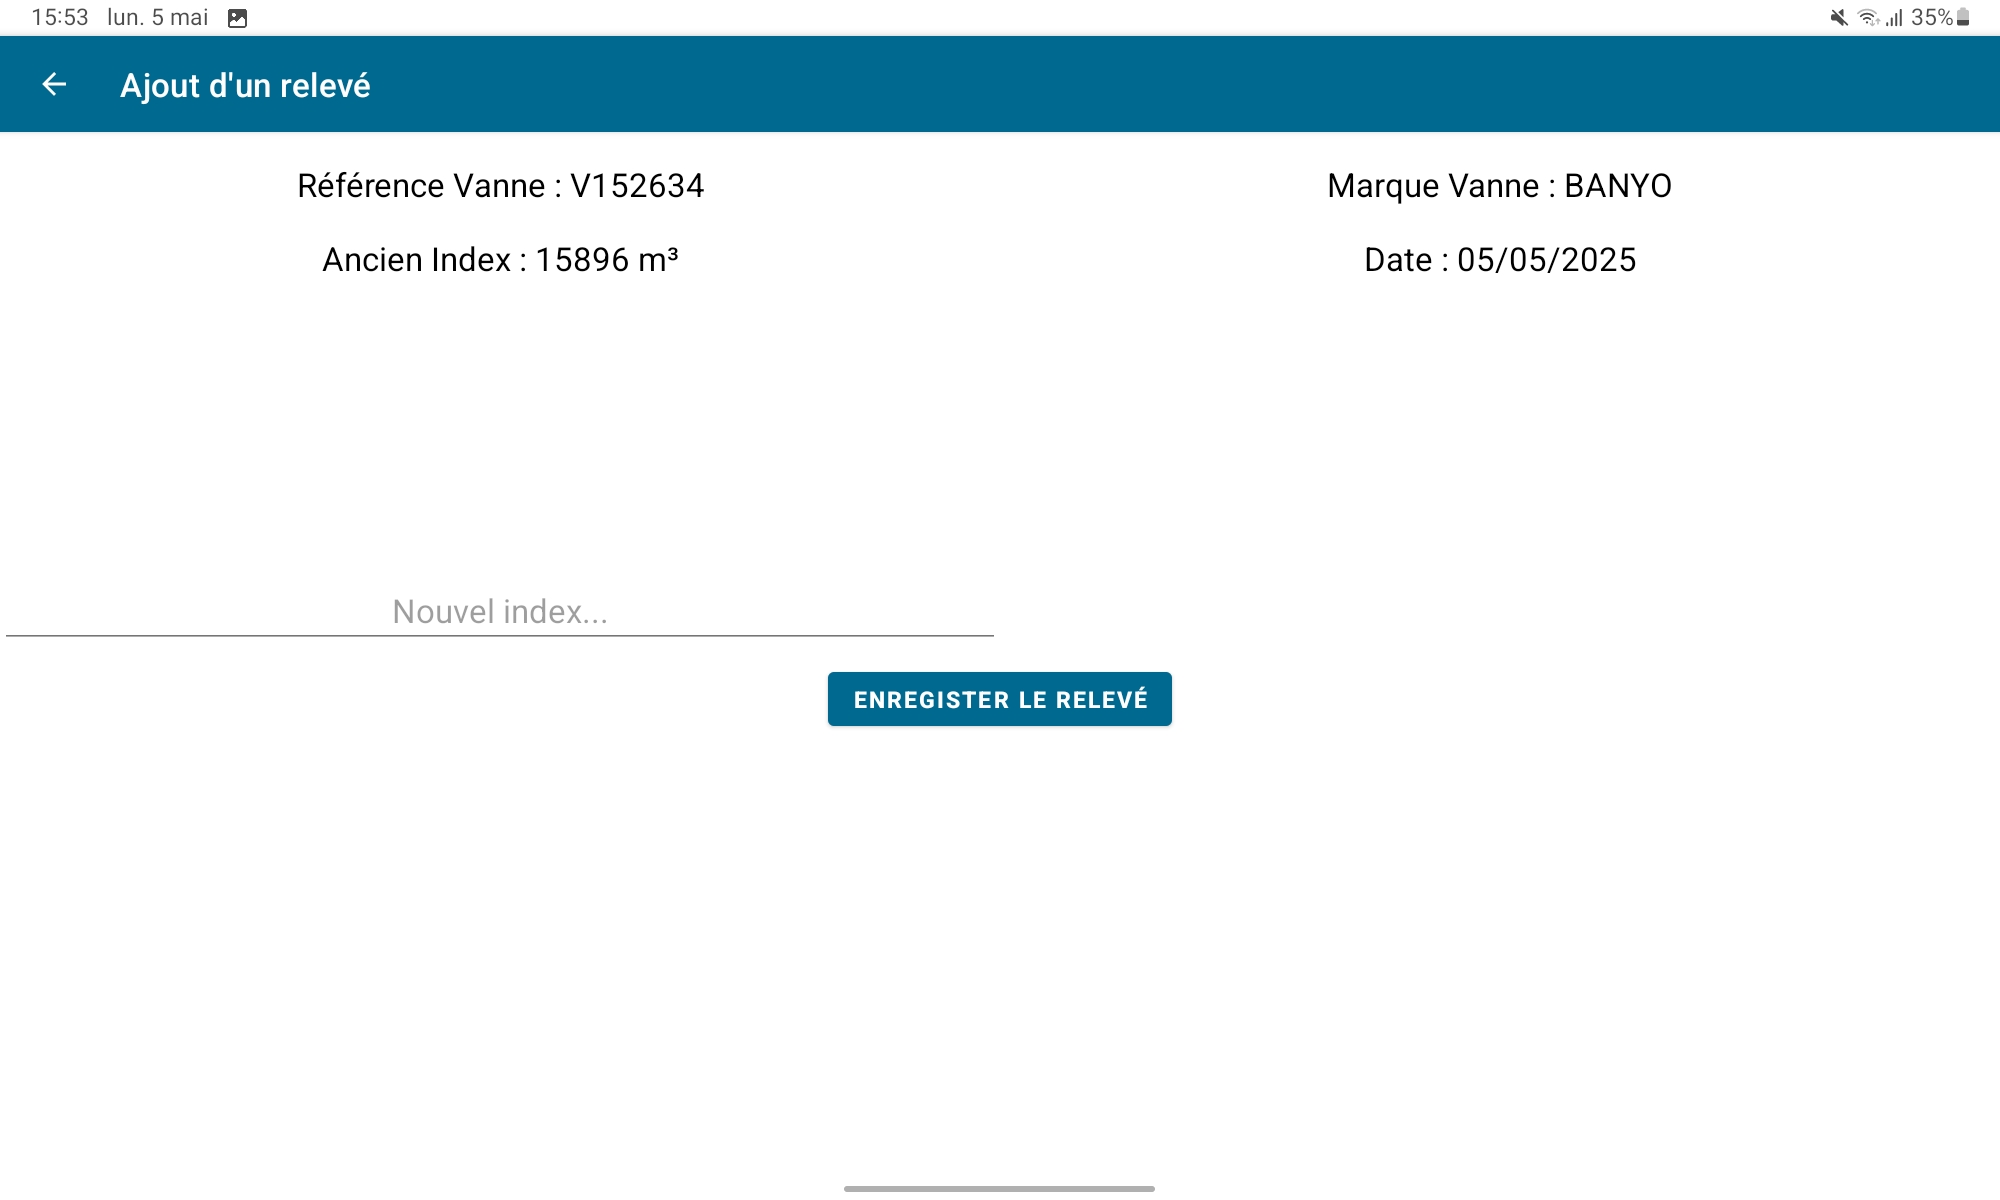 15:53 lun. 5 mai
35%
Ajout d'un relevé
Référence Vanne : V152634
Marque Vanne : BANYO
Ancien Index : 15896 m³
Date : 05/05/2025
Nouvel index...
ENREGISTER LE RELEVÉ